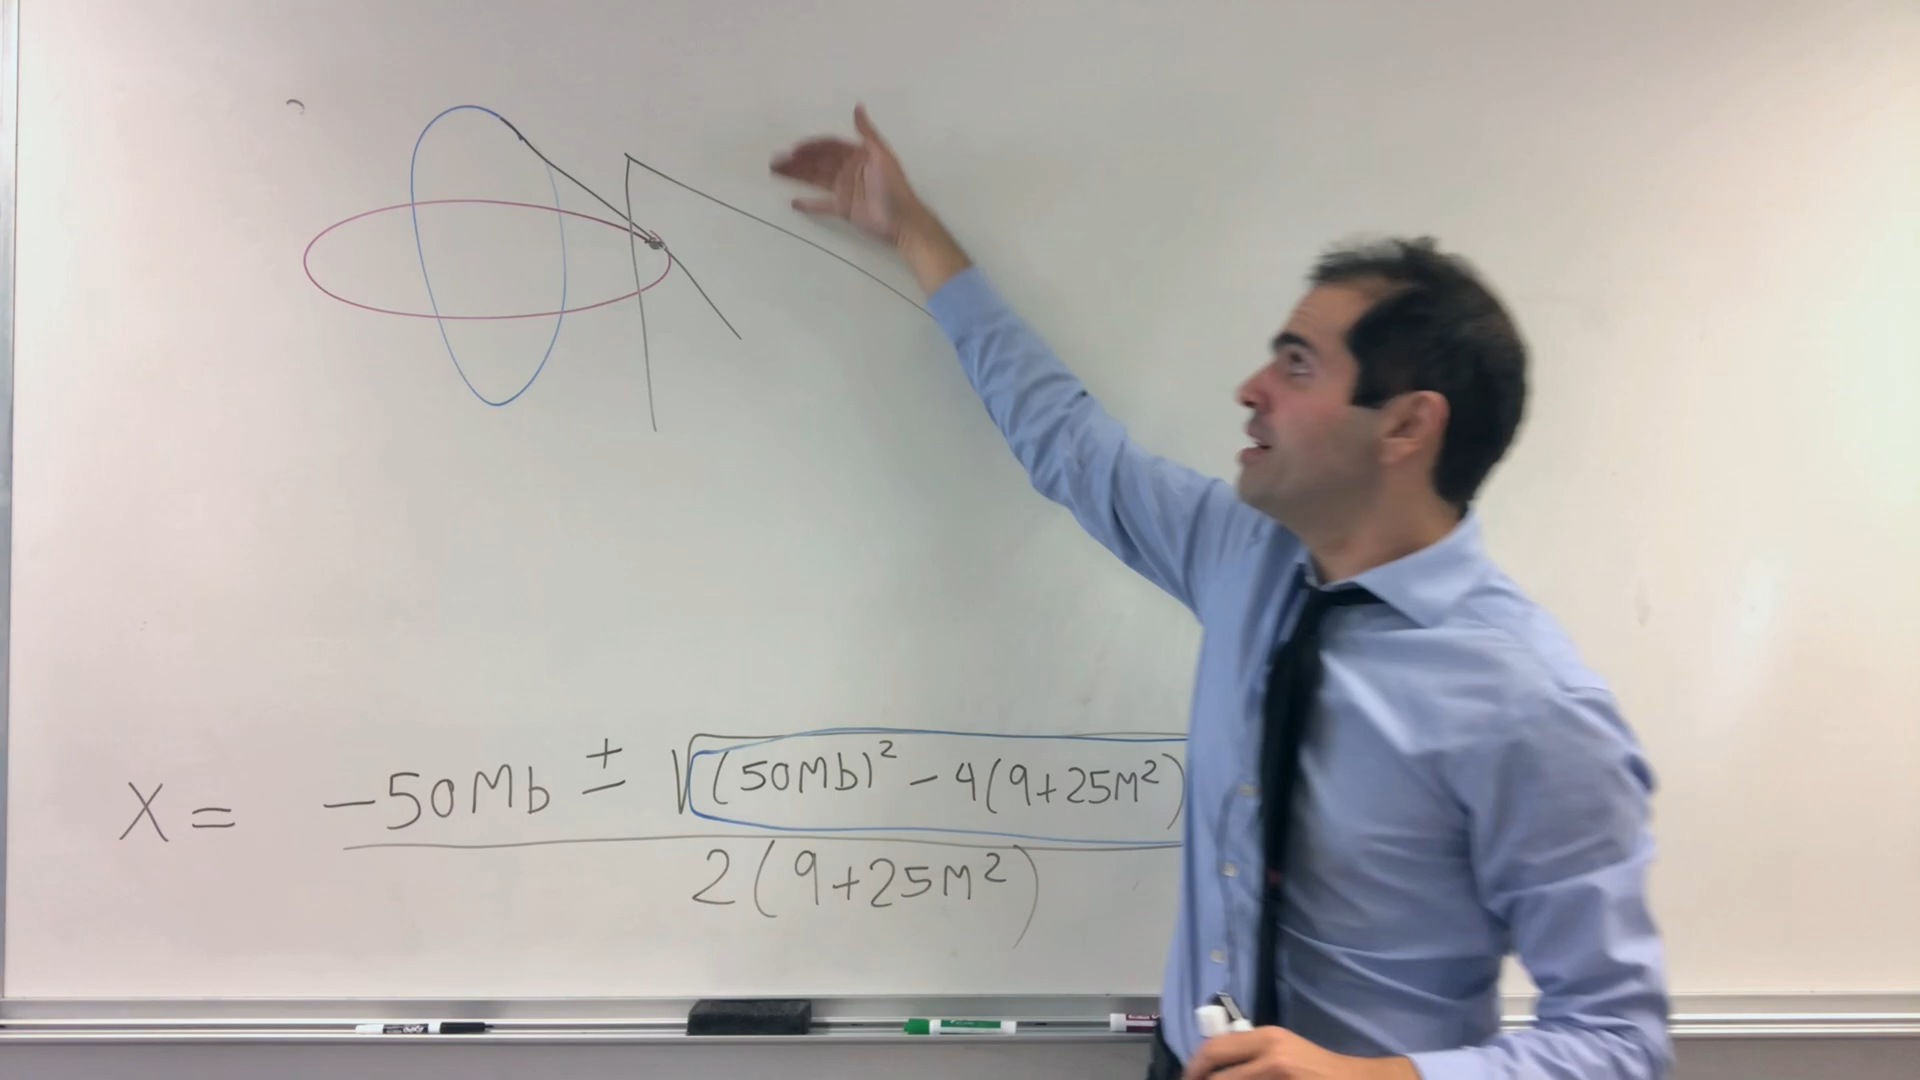 X = -50Mb ± √(50Mb)² - 4(9+25M²)
2(9+25M²)